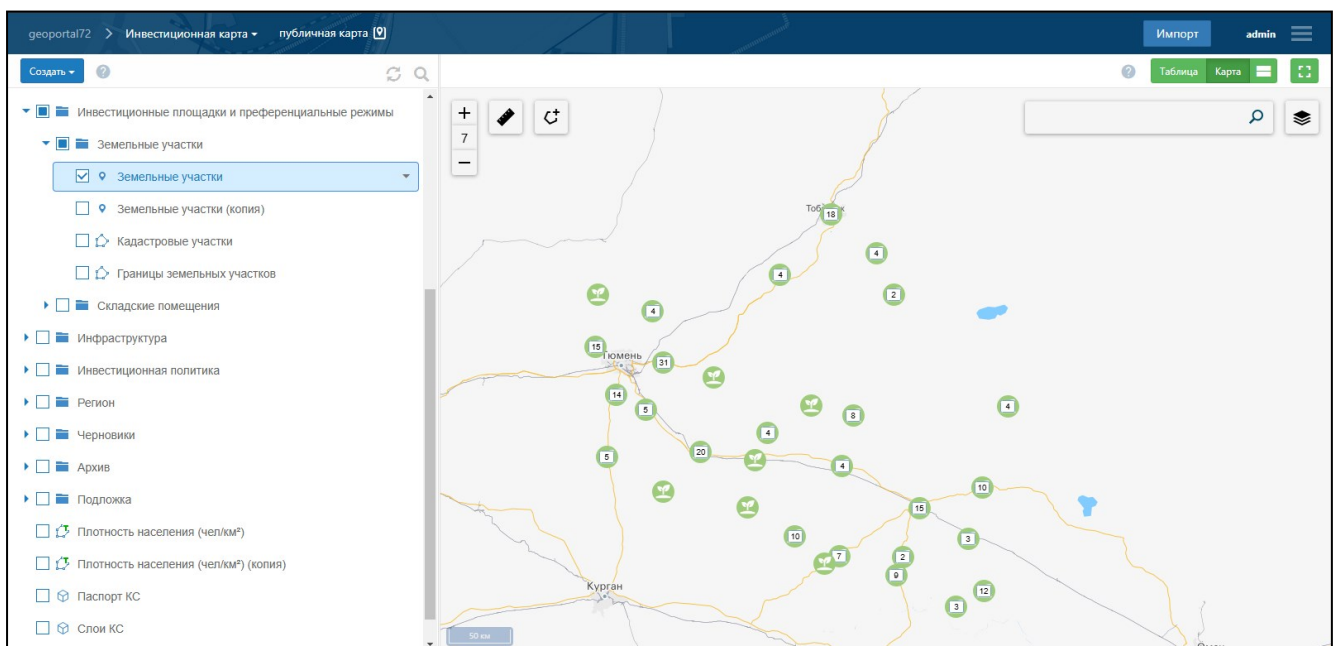 geoportal72 > Инвестиционная карта публичная карта Импорт admin
Создать ? ? Таблица Карта
Инвестиционные площадки и преференциальные режимы
Земельные участки
Земельные участки
Земельные участки (копия)
Кадастровые участки
Границы земельных участков
Складские помещения
Инфраструктура
Инвестиционная политика
Регион
Черновики
Архив
Подложка
Плотность населения (чел/км²)
Плотность населения (чел/км²) (копия)
Паспорт КС
Слои КС
+
7
−
18
4
4
2
4
15
Тюмень
31
14
5
8
4
4
20
5
4
10
15
10
3
7
2
9
12
3
Курган
50 км